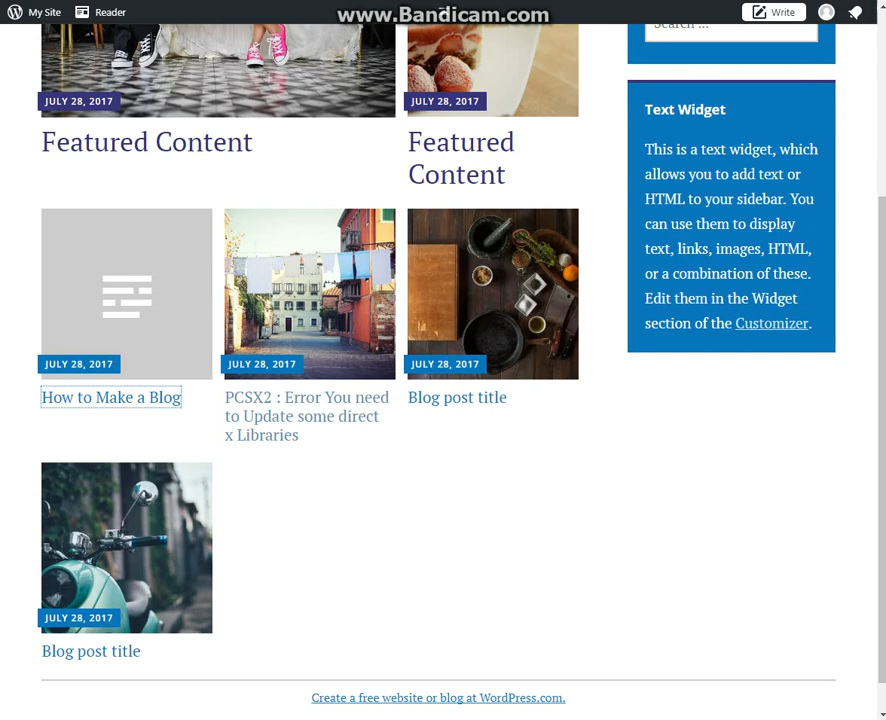 My Site
Reader
www.Bandicam.com
Write
Search ...
JULY 28, 2017
JULY 28, 2017
Featured Content
Featured
Content
Text Widget
This is a text widget, which
allows you to add text or
HTML to your sidebar. You
can use them to display
text, links, images, HTML,
or a combination of these.
Edit them in the Widget
section of the Customizer.
JULY 28, 2017
JULY 28, 2017
JULY 28, 2017
How to Make a Blog
PCSX2 : Error You need
to Update some direct
x Libraries
Blog post title
JULY 28, 2017
Blog post title
Create a free website or blog at WordPress.com.